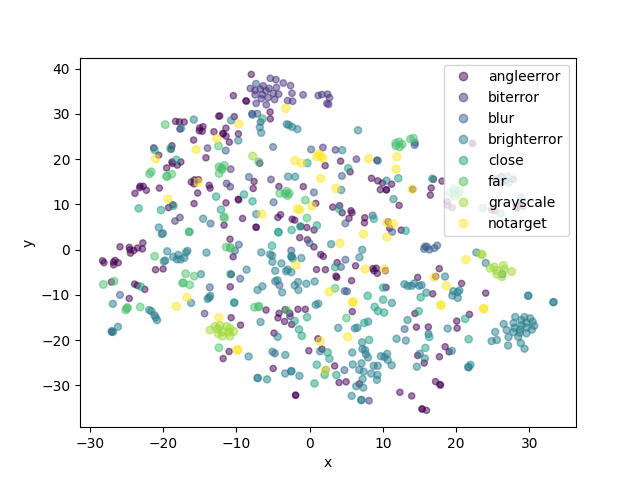 angleerror
biterror
blur
brighterror
close
far
grayscale
notarget
40
30
20
10
0
−10
−20
−30
y
−30 −20 −10 0 10 20 30
x